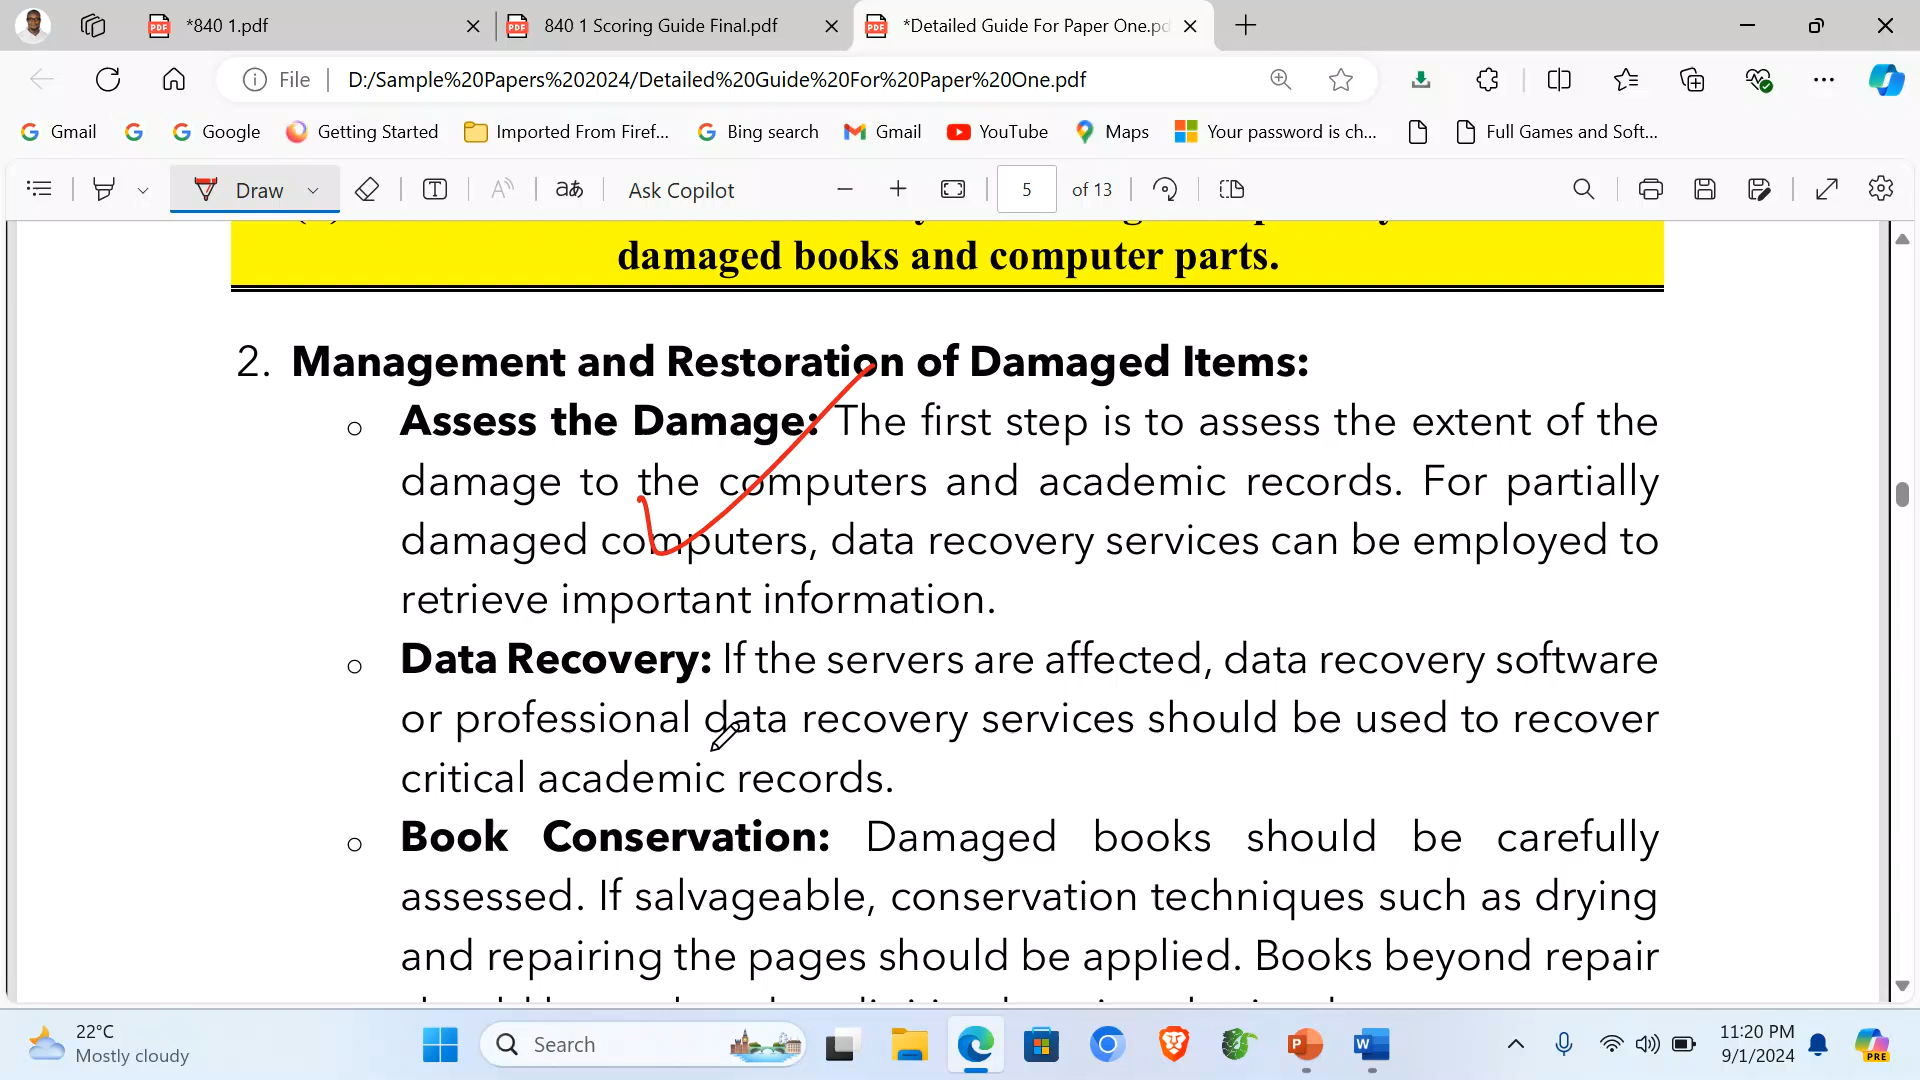 *840 1.pdf
840 1 Scoring Guide Final.pdf
*Detailed Guide For Paper One.pd
File
D:/Sample%20Papers%202024/Detailed%20Guide%20For%20Paper%20One.pdf
Gmail
Google
Getting Started
Imported From Firef...
Bing search
Gmail
YouTube
Maps
Your password is ch...
Full Games and Soft...
Draw
Ask Copilot
5
of 13
damaged books and computer parts.
2. Management and Restoration of Damaged Items:
o Assess the Damage: The first step is to assess the extent of the
damage to the computers and academic records. For partially
damaged computers, data recovery services can be employed to
retrieve important information.
o Data Recovery: If the servers are affected, data recovery software
or professional data recovery services should be used to recover
critical academic records.
o Book Conservation: Damaged books should be carefully
assessed. If salvageable, conservation techniques such as drying
and repairing the pages should be applied. Books beyond repair
22°C
Mostly cloudy
Search
11:20 PM
9/1/2024
PRE